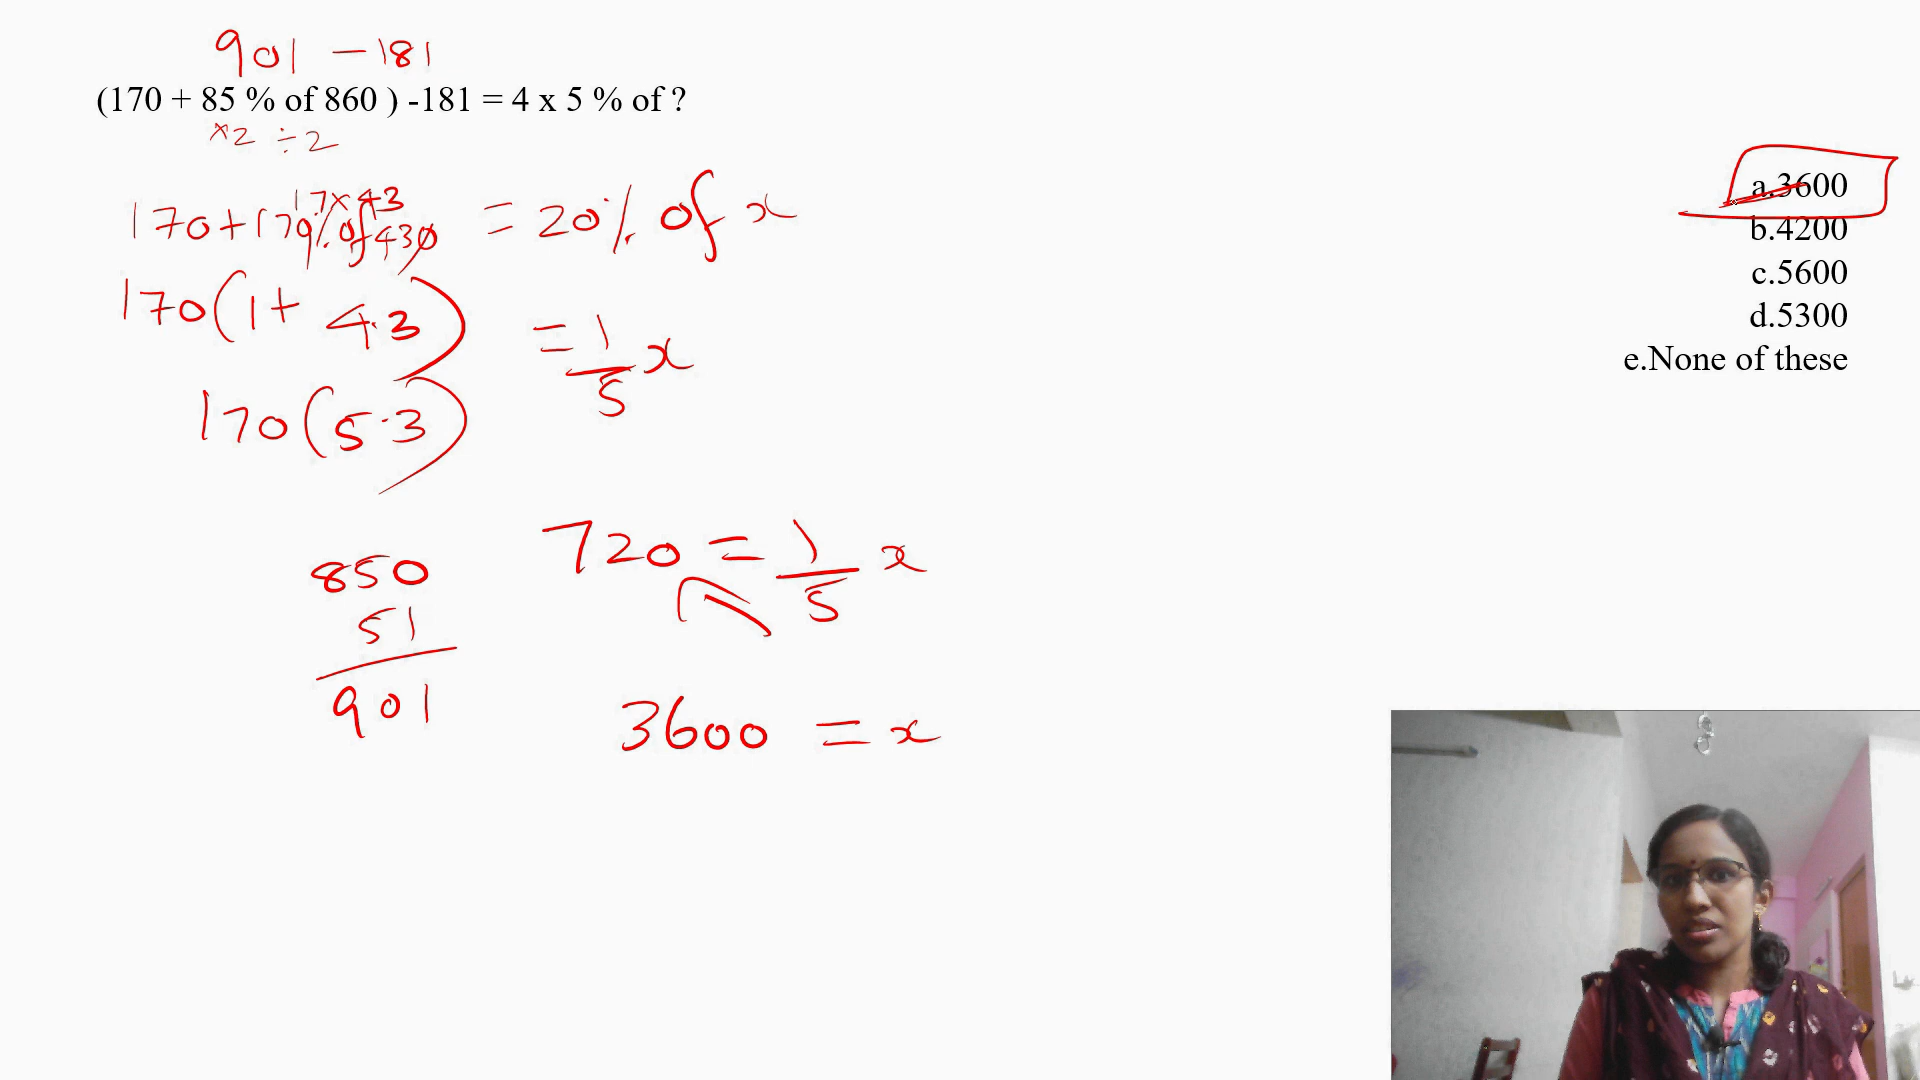 901 - 181
(170 + 85 % of 860 ) -181 = 4 x 5 % of ?
×2 ÷2
17×43
170+170% of 430 = 20% of x
170(1+ 4.3) = 1/5 x
170(5.3)
720 = 1/5 x
850
51
901
3600 = x
a.3600
b.4200
c.5600
d.5300
e.None of these